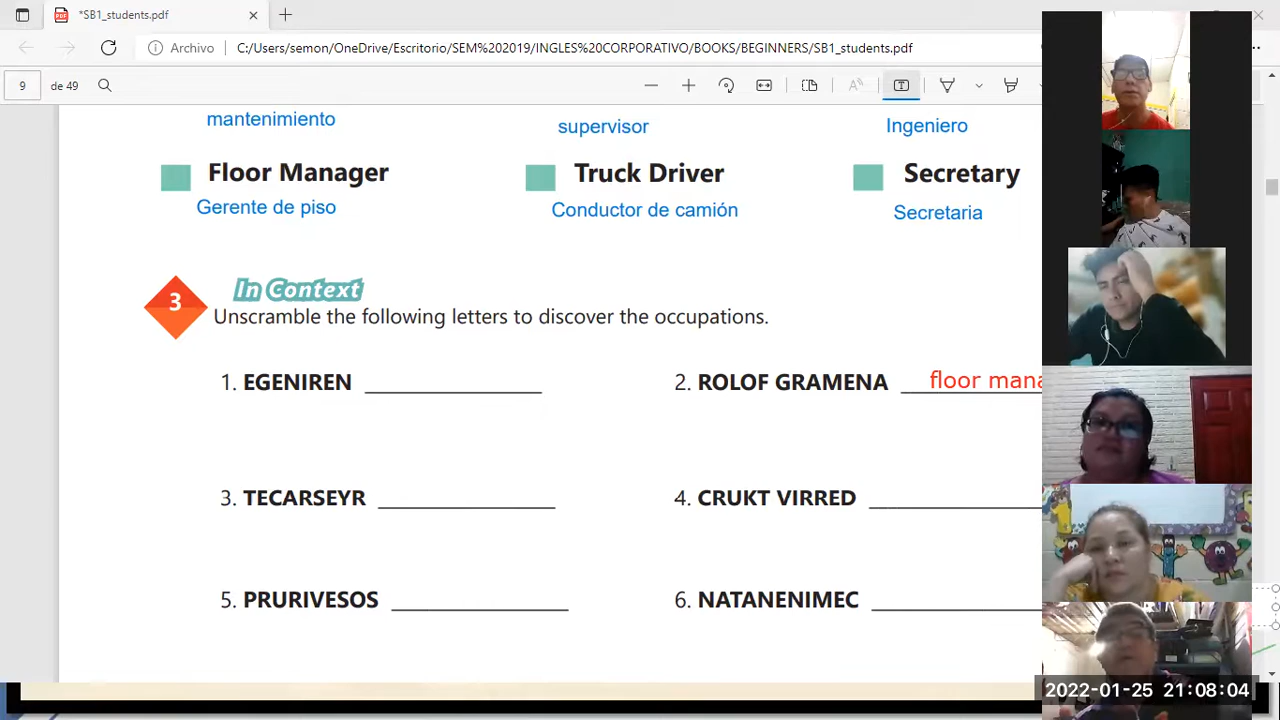 *SB1_students.pdf
Archivo C:/Users/semon/OneDrive/Escritorio/SEM%202019/INGLES%20CORPORATIVO/BOOKS/BEGINNERS/SB1_students.pdf
9 de 49
mantenimiento supervisor Ingeniero
Floor Manager Truck Driver Secretary
Gerente de piso Conductor de camión Secretaria
In Context
3 Unscramble the following letters to discover the occupations.
1. EGENIREN 2. ROLOF GRAMENA floor mana
3. TECARSEYR 4. CRUKT VIRRED
5. PRURIVESOS 6. NATANENIMEC
2022-01-25 21:08:04